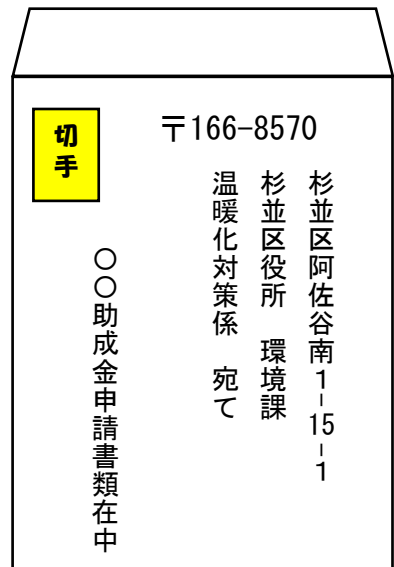 切手
〒166-8570
杉並区阿佐谷南1-15-1
杉並区役所　環境課
温暖化対策係　宛て
○○助成金申請書類在中